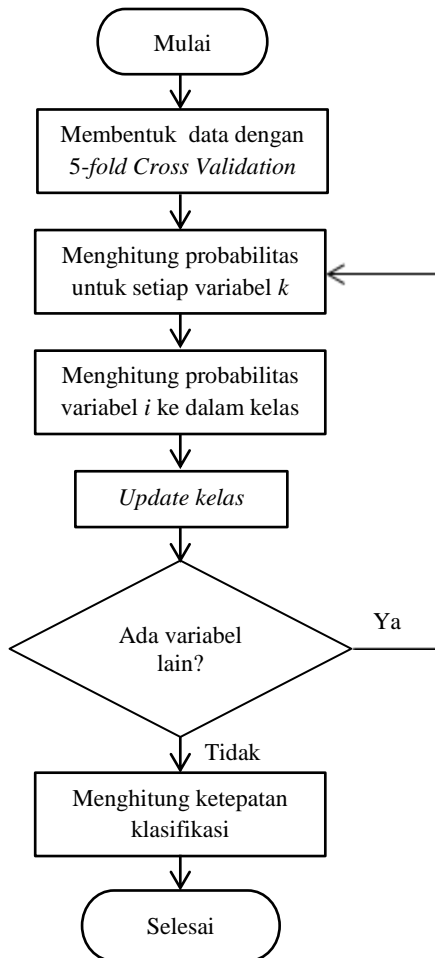 Mulai
Membentuk data dengan
5-fold Cross Validation
Menghitung probabilitas
untuk setiap variabel k
Menghitung probabilitas
variabel i ke dalam kelas
Update kelas
Ada variabel
lain?
Ya
Tidak
Menghitung ketepatan
klasifikasi
Selesai